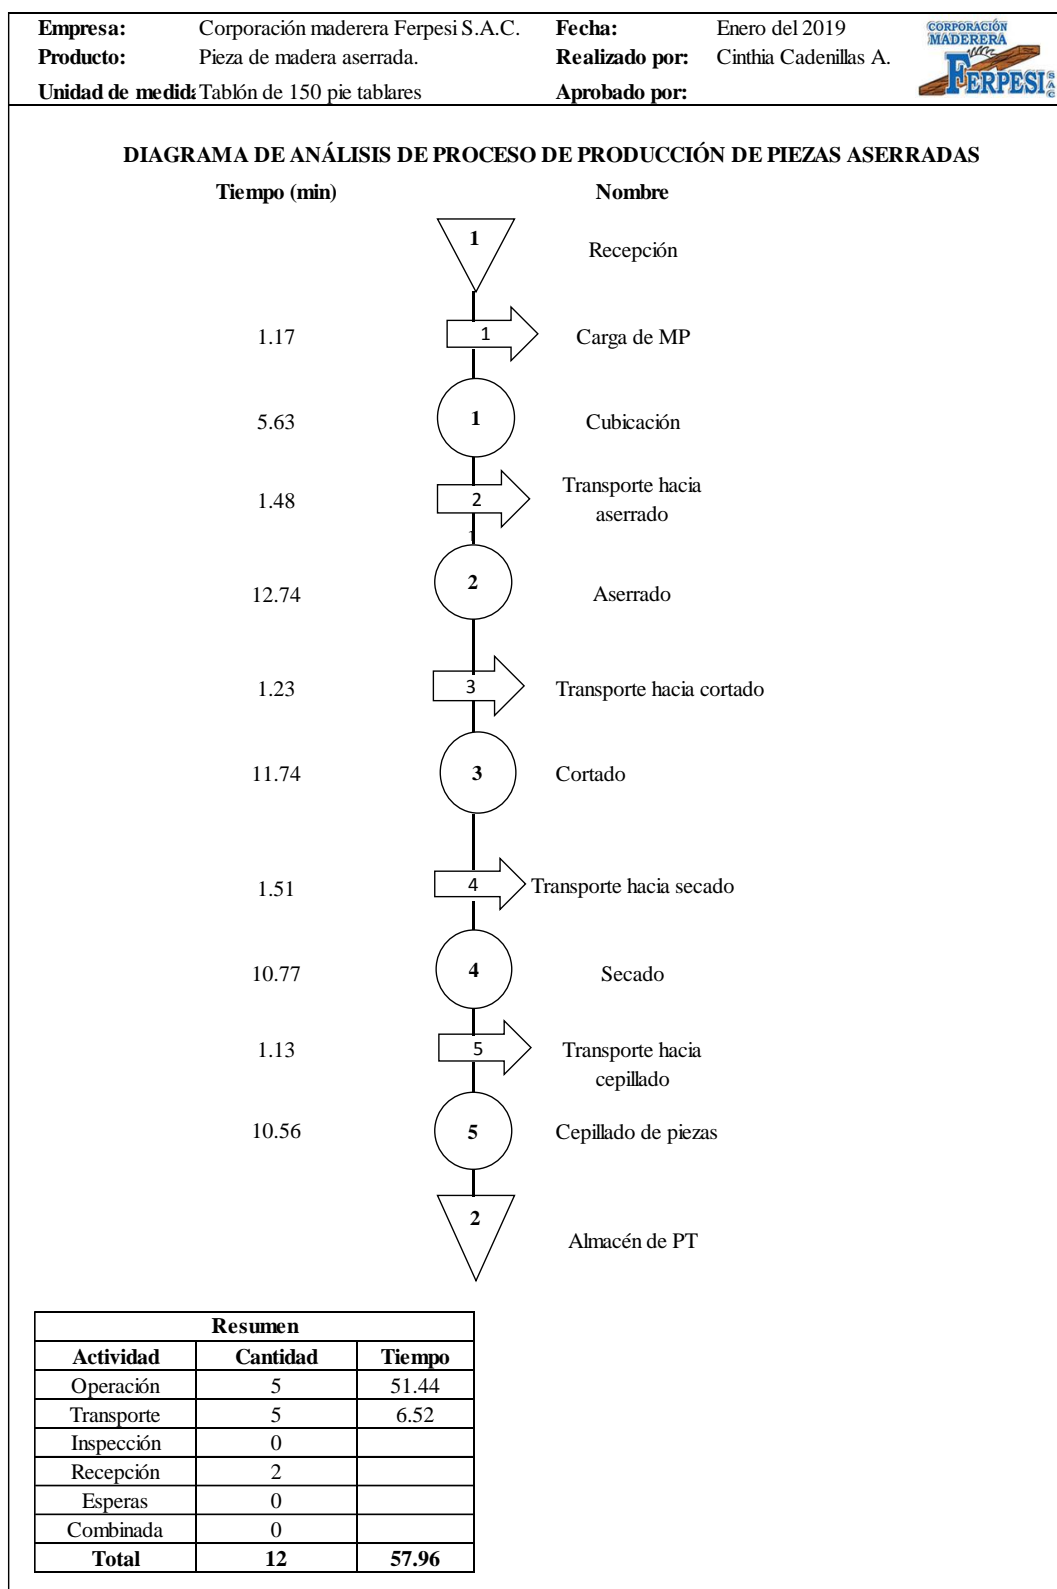 Empresa: Corporación maderera Ferpesi S.A.C. Fecha: Enero del 2019
Producto: Pieza de madera aserrada. Realizado por: Cinthia Cadenillas A.
Unidad de medida Tablón de 150 pie tablares Aprobado por:
CORPORACIÓN
MADERERA
FERPESI SAC
DIAGRAMA DE ANÁLISIS DE PROCESO DE PRODUCCIÓN DE PIEZAS ASERRADAS
Tiempo (min) Nombre
1 Recepción
1.17 1 Carga de MP
5.63 1 Cubicación
1.48 2 Transporte hacia
aserrado
1
12.74 2 Aserrado
1.23 3 Transporte hacia cortado
11.74 3 Cortado
1.51 4 Transporte hacia secado
10.77 4 Secado
1.13 5 Transporte hacia
cepillado
10.56 5 Cepillado de piezas
2 Almacén de PT
Resumen
Actividad Cantidad Tiempo
Operación 5 51.44
Transporte 5 6.52
Inspección 0
Recepción 2
Esperas 0
Combinada 0
Total 12 57.96